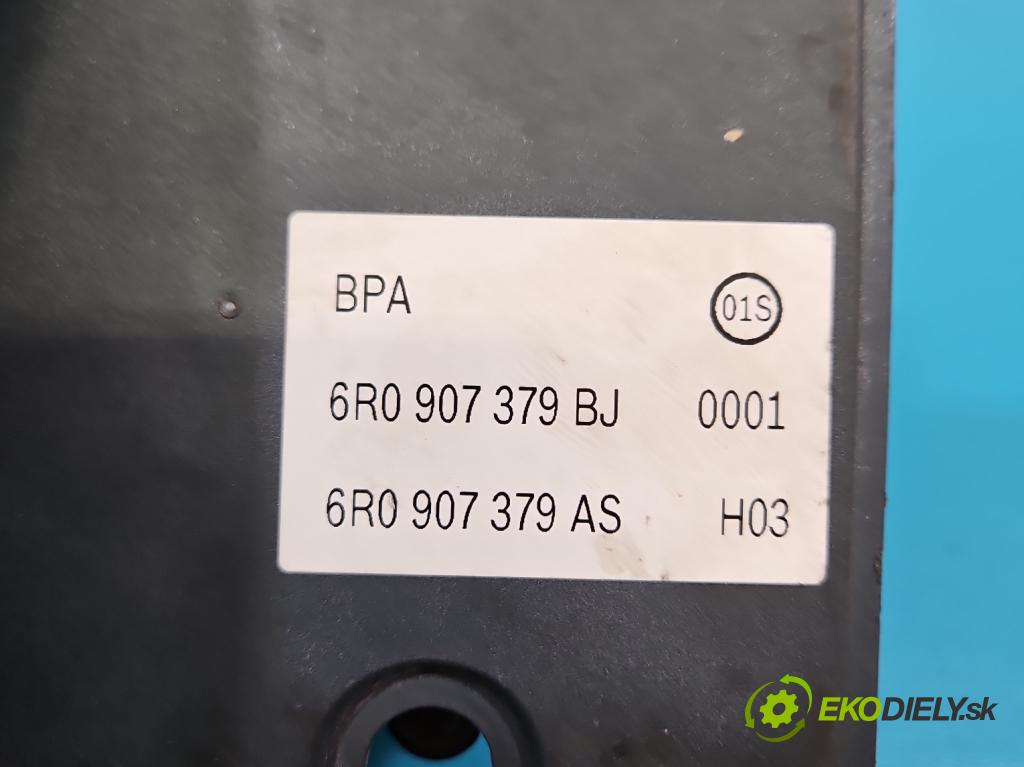 BPA 01S
6R0 907 379 BJ 0001
6R0 907 379 AS H03
EKODIELY.sk